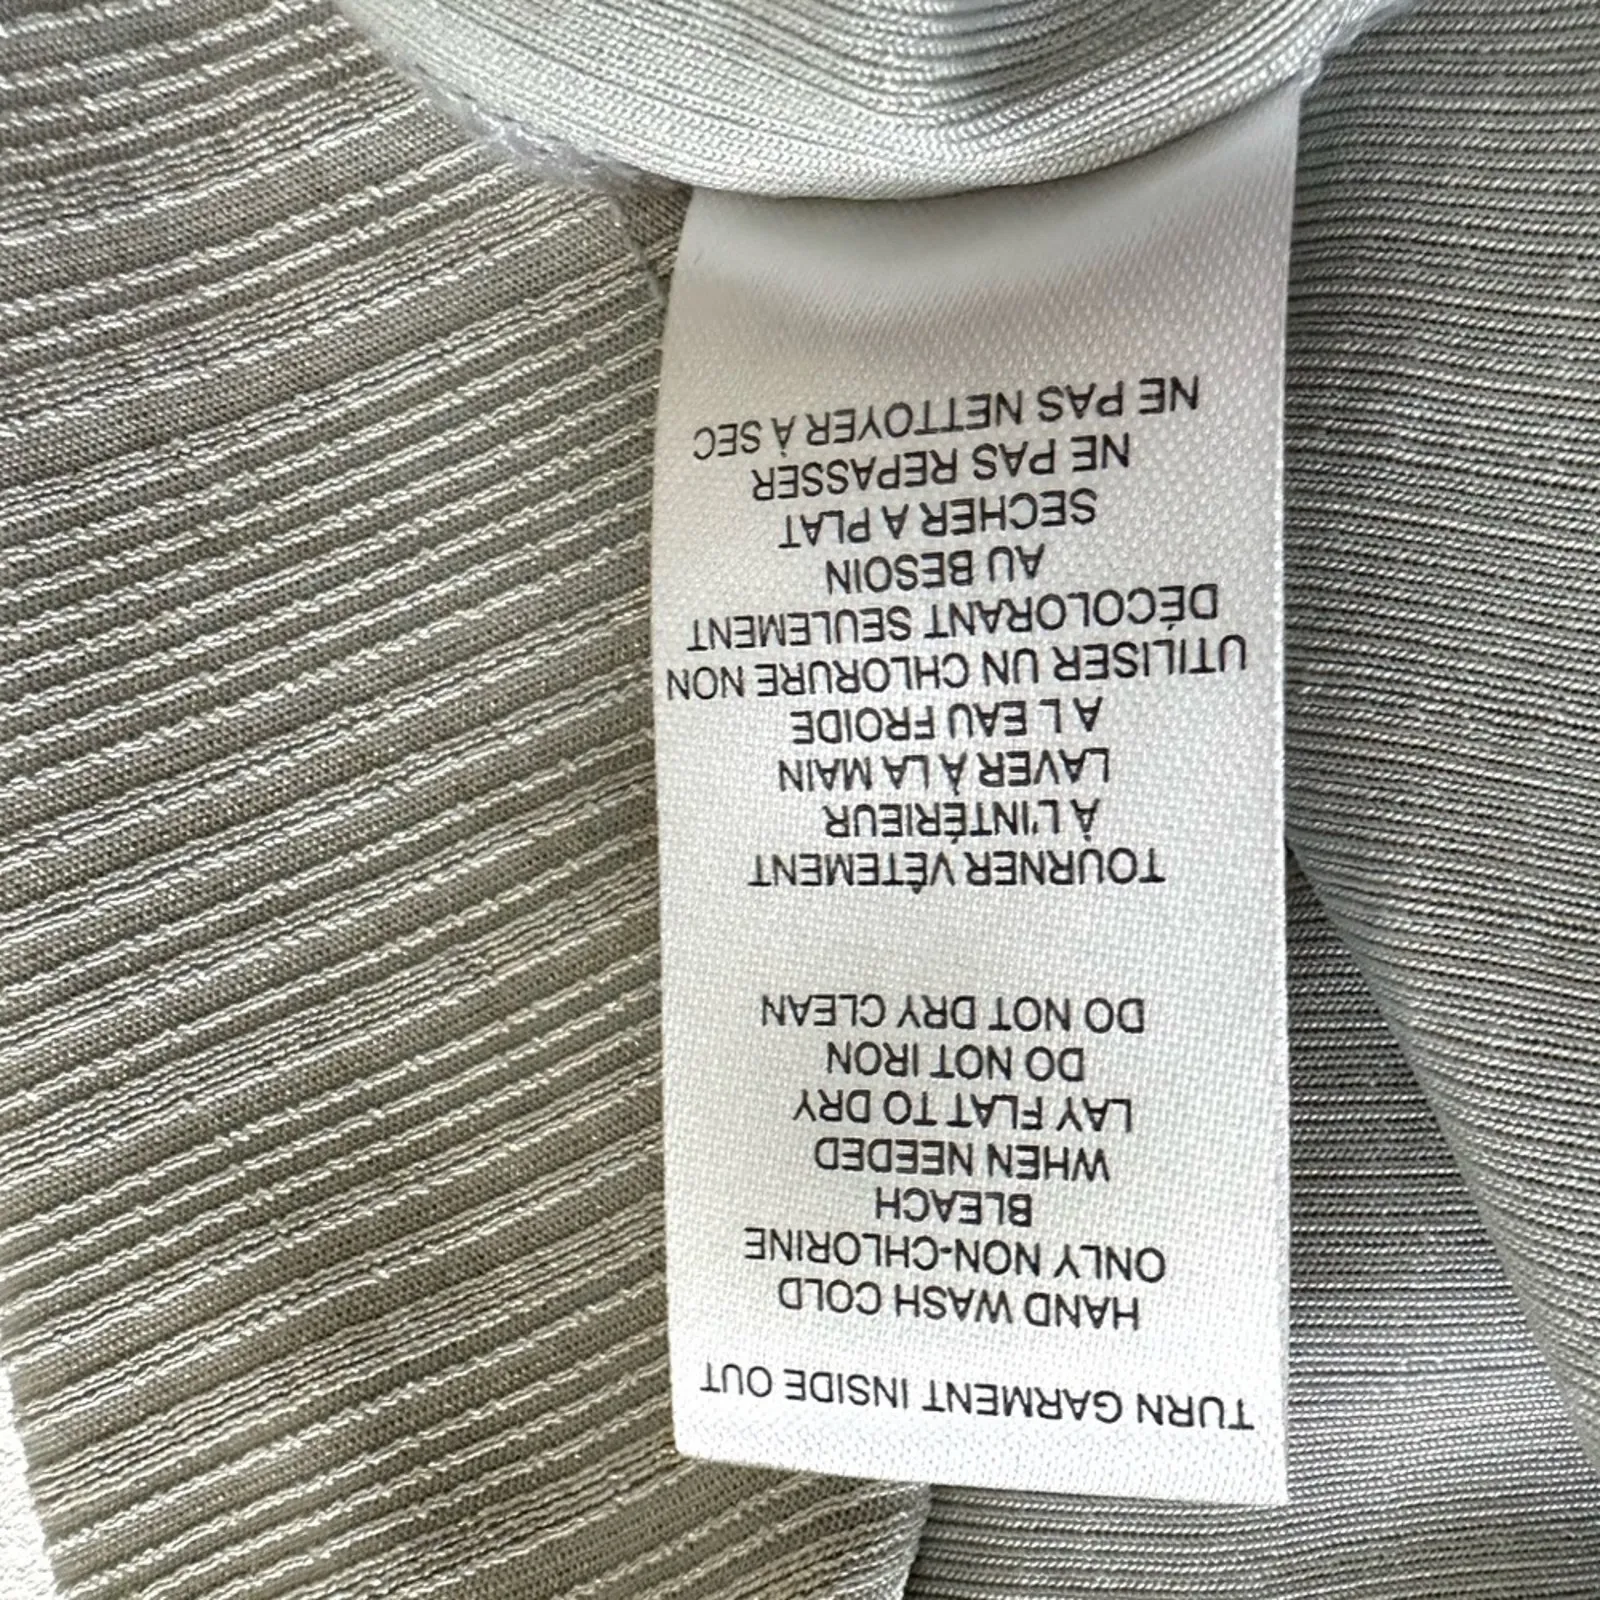 TURN GARMENT INSIDE OUT
HAND WASH COLD
ONLY NON-CHLORINE
BLEACH
WHEN NEEDED
LAY FLAT TO DRY
DO NOT IRON
DO NOT DRY CLEAN
TOURNER VÊTEMENT
À L'INTÉRIEUR
LAVER À LA MAIN
A L EAU FROIDE
UTILISER UN CHLORURE NON
DÉCOLORANT SEULEMENT
AU BESOIN
SECHER A PLAT
NE PAS REPASSER
NE PAS NETTOYER À SEC